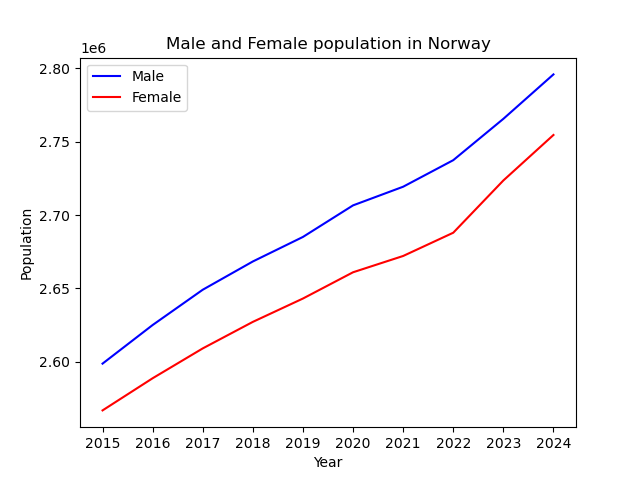 Male and Female population in Norway
1e6
Male
Female
2.80
2.75
2.70
2.65
2.60
Population
2015 2016 2017 2018 2019 2020 2021 2022 2023 2024
Year